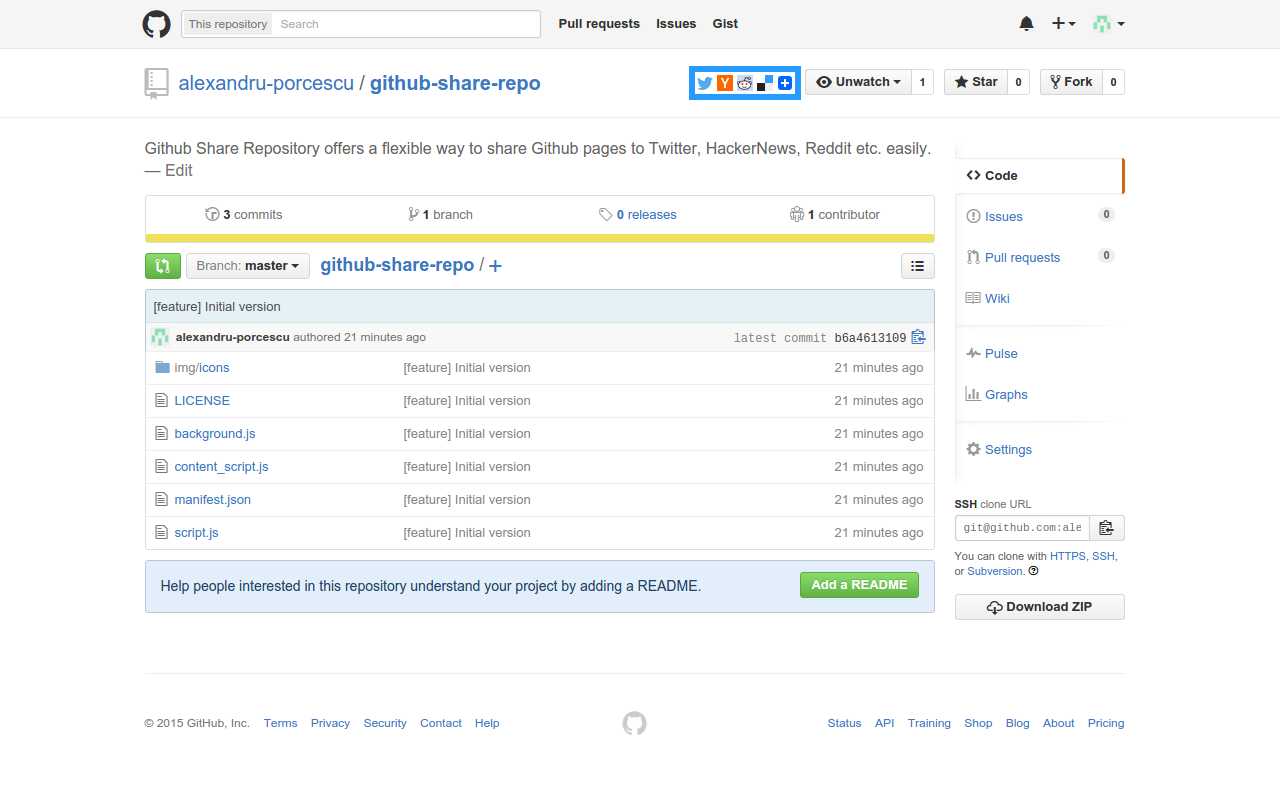 This repository Search Pull requests Issues Gist
alexandru-porcescu / github-share-repo Y Unwatch 1 Star 0 Fork 0
Github Share Repository offers a flexible way to share Github pages to Twitter, HackerNews, Reddit etc. easily.
— Edit
3 commits 1 branch 0 releases 1 contributor
Branch: master github-share-repo / +
[feature] Initial version
alexandru-porcescu authored 21 minutes ago latest commit b6a4613109
img/icons [feature] Initial version 21 minutes ago
LICENSE [feature] Initial version 21 minutes ago
background.js [feature] Initial version 21 minutes ago
content_script.js [feature] Initial version 21 minutes ago
manifest.json [feature] Initial version 21 minutes ago
script.js [feature] Initial version 21 minutes ago
Help people interested in this repository understand your project by adding a README. Add a README
Code
Issues 0
Pull requests 0
Wiki
Pulse
Graphs
Settings
SSH clone URL
git@github.com:ale
You can clone with HTTPS, SSH,
or Subversion.
Download ZIP
© 2015 GitHub, Inc. Terms Privacy Security Contact Help Status API Training Shop Blog About Pricing